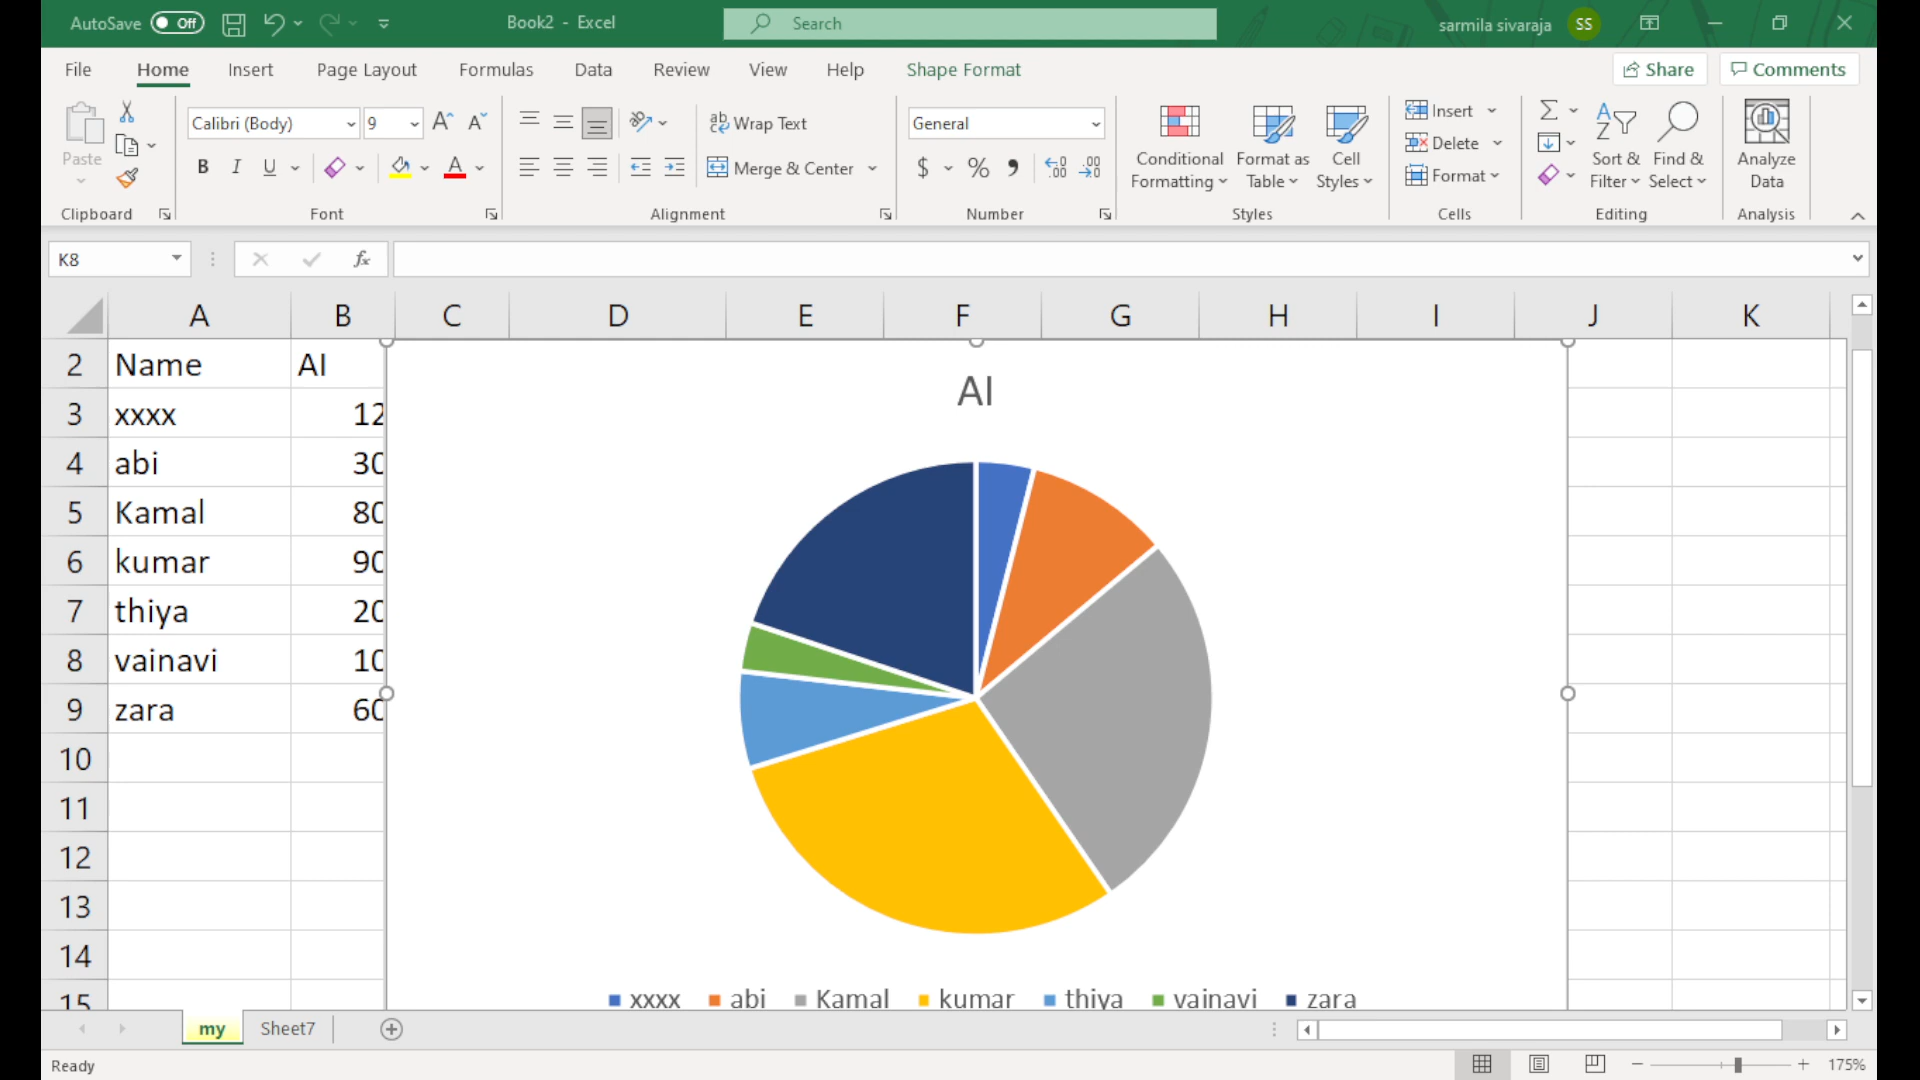 AutoSave Off Book2 - Excel Search sarmila sivaraja SS
File Home Insert Page Layout Formulas Data Review View Help Shape Format Share Comments
Calibri (Body) 9 ab Wrap Text General Insert
Paste B I U A Merge & Center $ % Conditional Formatting Format as Table Cell Styles Delete Sort & Filter Find & Select Analyze Data
Format
Clipboard Font Alignment Number Styles Cells Editing Analysis
K8 fx
A B C D E F G H I J K
2 Name AI
3 xxxx 12
4 abi 30
5 Kamal 80
6 kumar 90
7 thiya 20
8 vainavi 10
9 zara 60
10
11
12
13
14
15
AI
xxxx abi Kamal kumar thiya vainavi zara
my Sheet7
Ready 175%